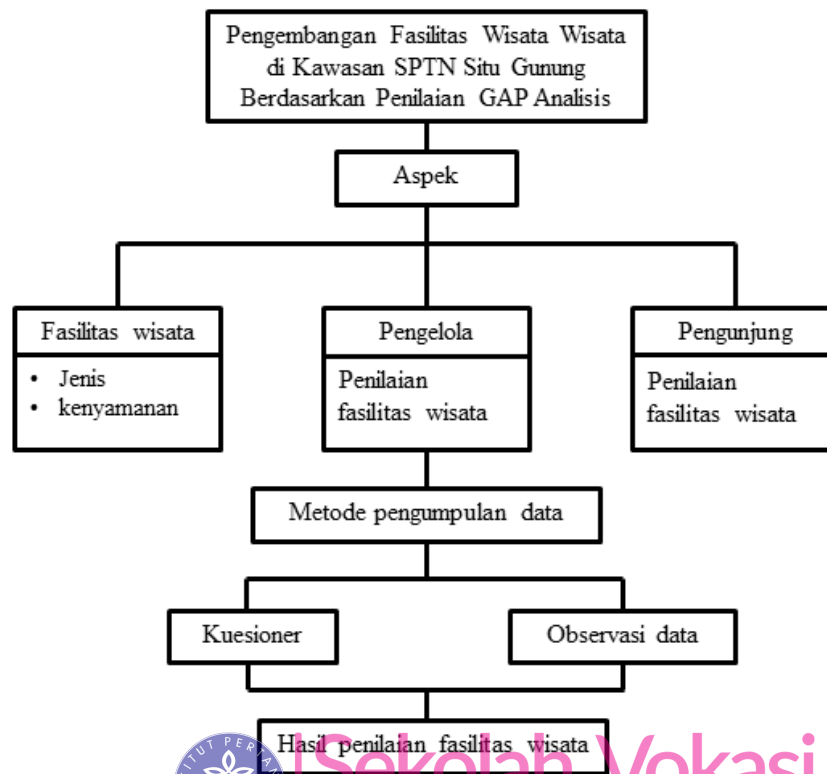 Pengembangan Fasilitas Wisata Wisata
di Kawasan SPTN Situ Gunung
Berdasarkan Penilaian GAP Analisis
Aspek
Fasilitas wisata
• Jenis
• kenyamanan
Pengelola
Penilaian
fasilitas wisata
Pengunjung
Penilaian
fasilitas wisata
Metode pengumpulan data
Kuesioner
Observasi data
Hasil penilaian fasilitas wisata
Sekolah Vokasi